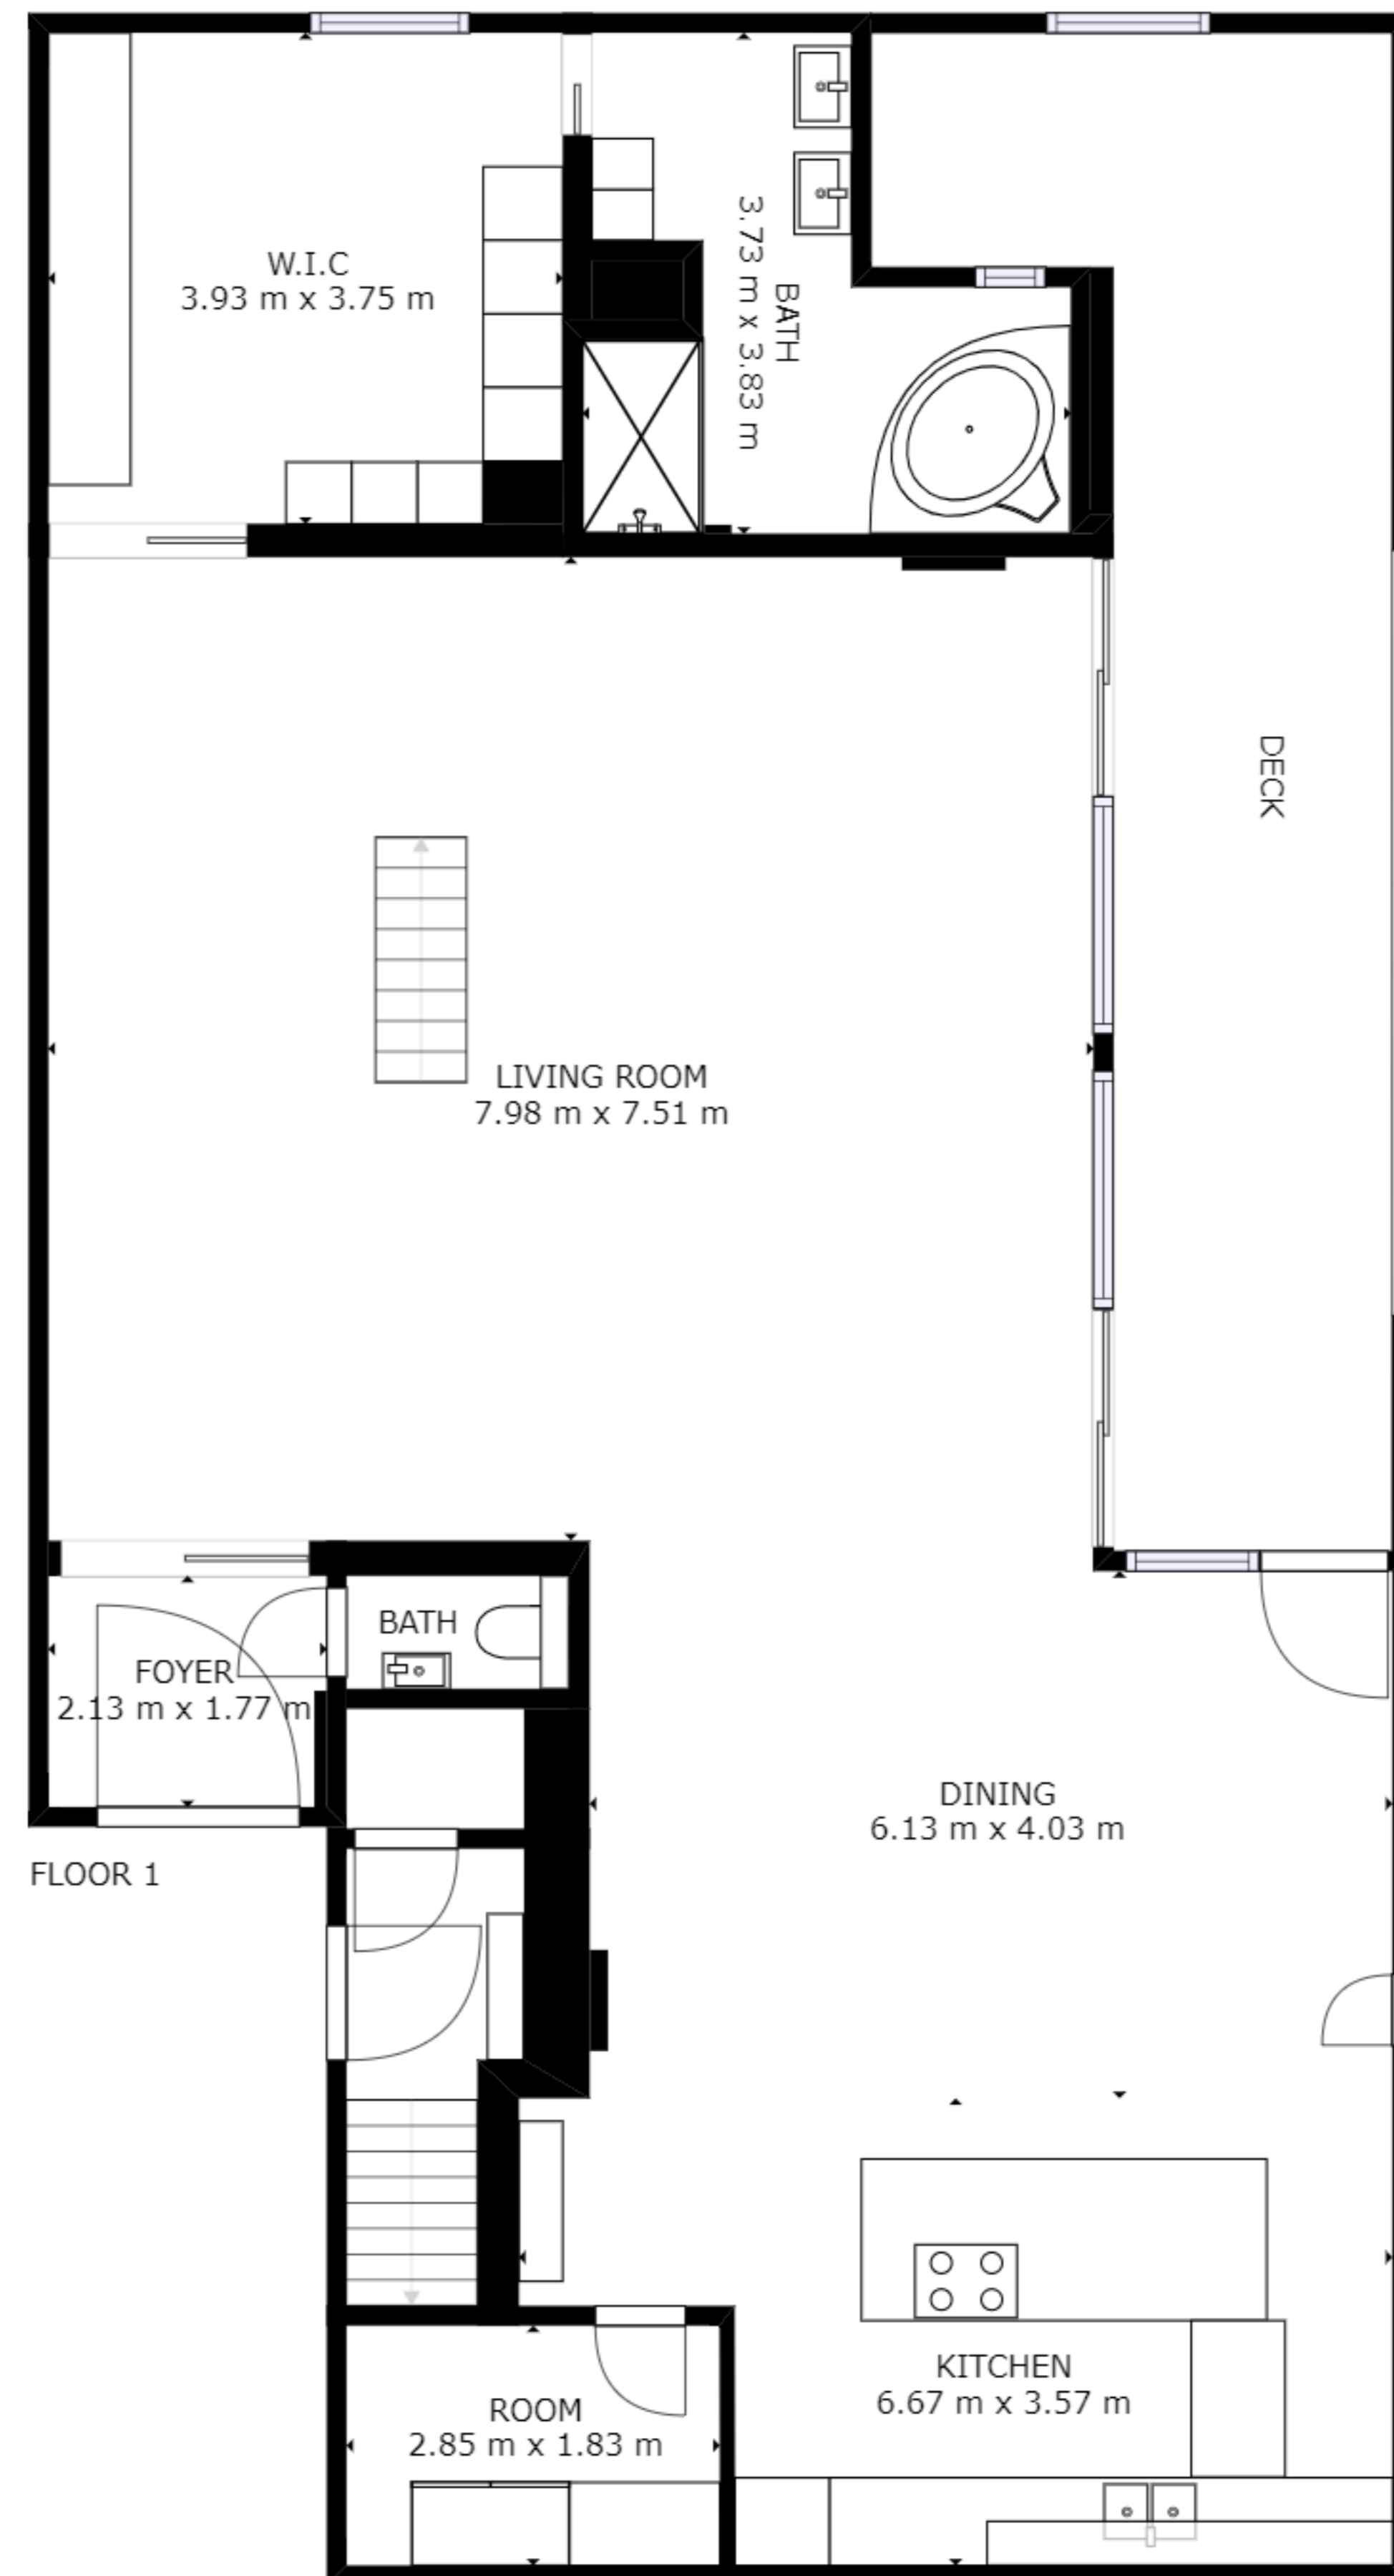 W.I.C
3.93 m x 3.75 m
BATH
3.73 m x 3.83 m
DECK
LIVING ROOM
7.98 m x 7.51 m
BATH
FOYER
2.13 m x 1.77 m
DINING
6.13 m x 4.03 m
FLOOR 1
KITCHEN
6.67 m x 3.57 m
ROOM
2.85 m x 1.83 m